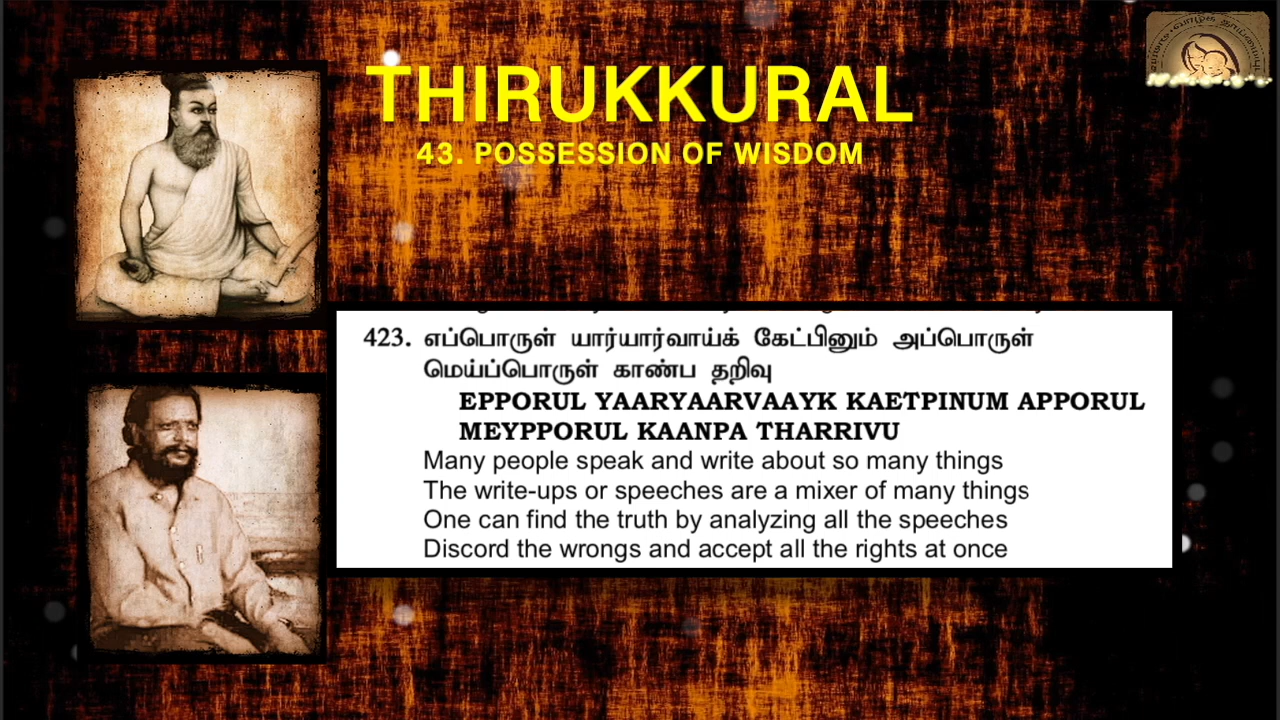 THIRUKKURAL
43. POSSESSION OF WISDOM
423. எப்பொருள் யார்யார்வாய்க் கேட்பினும் அப்பொருள்
மெய்ப்பொருள் காண்ப தறிவு
EPPORUL YAARYAARVAAYK KAETPINUM APPORUL
MEYPPORUL KAANPA THARRIVU
Many people speak and write about so many things
The write-ups or speeches are a mixer of many things
One can find the truth by analyzing all the speeches
Discord the wrongs and accept all the rights at once